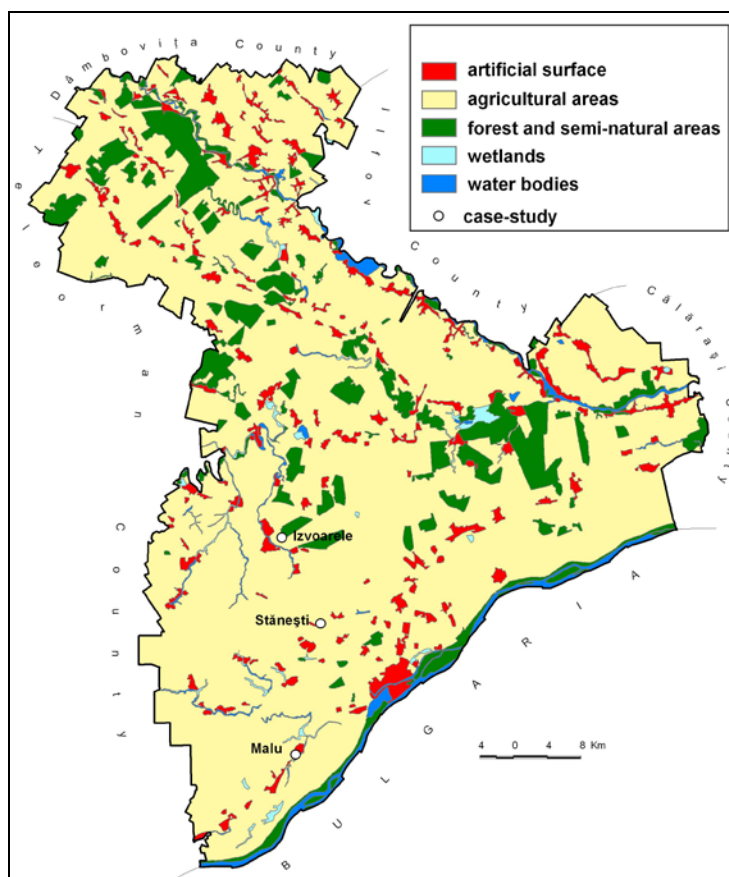 Dâmbovița County
Ilfov County
Călărași County
Teleorman County
BULGARIA
artificial surface
agricultural areas
forest and semi-natural areas
wetlands
water bodies
case-study
Izvoarele
Stăneşti
Malu
4 0 4 8 Km